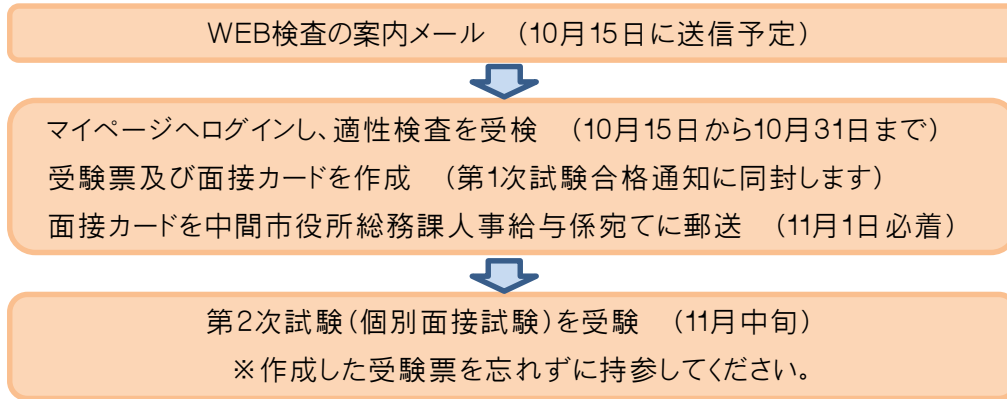 WEB検査の案内メール （10月15日に送信予定）
マイページへログインし、適性検査を受検 （10月15日から10月31日まで）
受験票及び面接カードを作成 （第1次試験合格通知に同封します）
面接カードを中間市役所総務課人事給与係宛てに郵送 （11月1日必着）
第2次試験（個別面接試験）を受験 （11月中旬）
※作成した受験票を忘れずに持参してください。